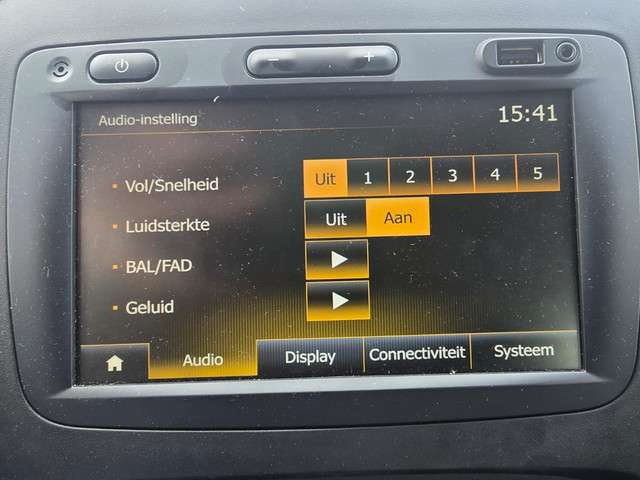 Audio-instelling 15:41
Vol/Snelheid Uit 1 2 3 4 5
Luidsterkte Uit Aan
BAL/FAD
Geluid
Audio Display Connectiviteit Systeem